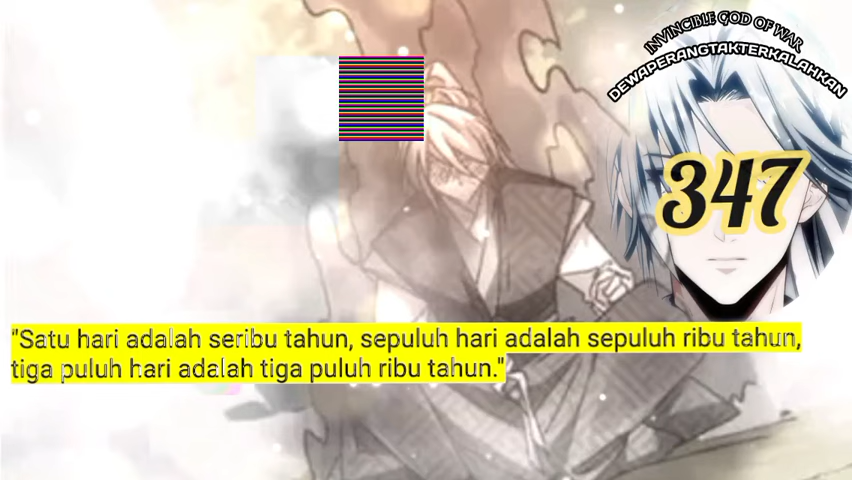 INVINCIBLE GOD OF WAR
DEWAPERANGTAKTERKALAHKAN
347
"Satu hari adalah seribu tahun, sepuluh hari adalah sepuluh ribu tahun,
tiga puluh hari adalah tiga puluh ribu tahun."